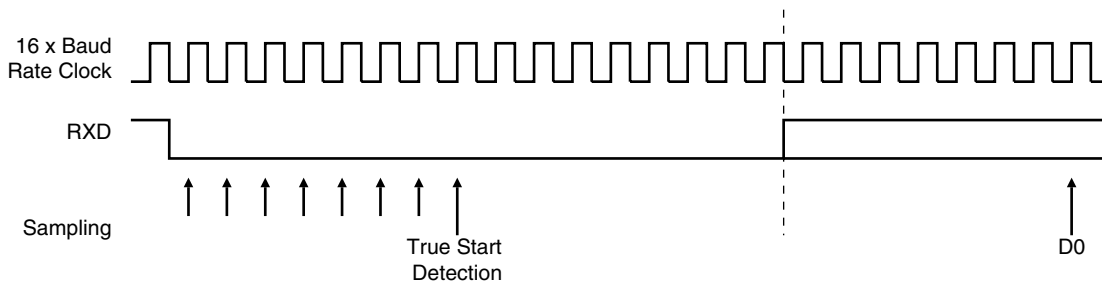 16 x Baud
Rate Clock
RXD
Sampling
True Start
Detection
D0